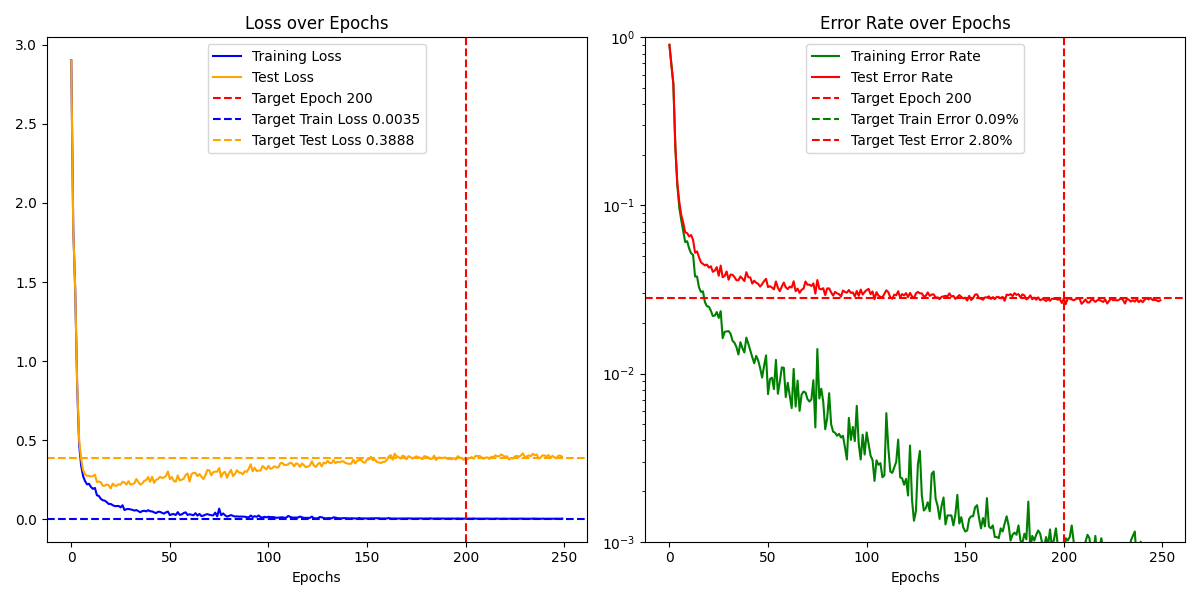 Loss over Epochs
3.0
2.5
2.0
1.5
1.0
0.5
0.0
Training Loss
Test Loss
Target Epoch 200
Target Train Loss 0.0035
Target Test Loss 0.3888
0 50 100 150 200 250
Epochs
Error Rate over Epochs
10⁰
10⁻¹
10⁻²
10⁻³
Training Error Rate
Test Error Rate
Target Epoch 200
Target Train Error 0.09%
Target Test Error 2.80%
0 50 100 150 200 250
Epochs